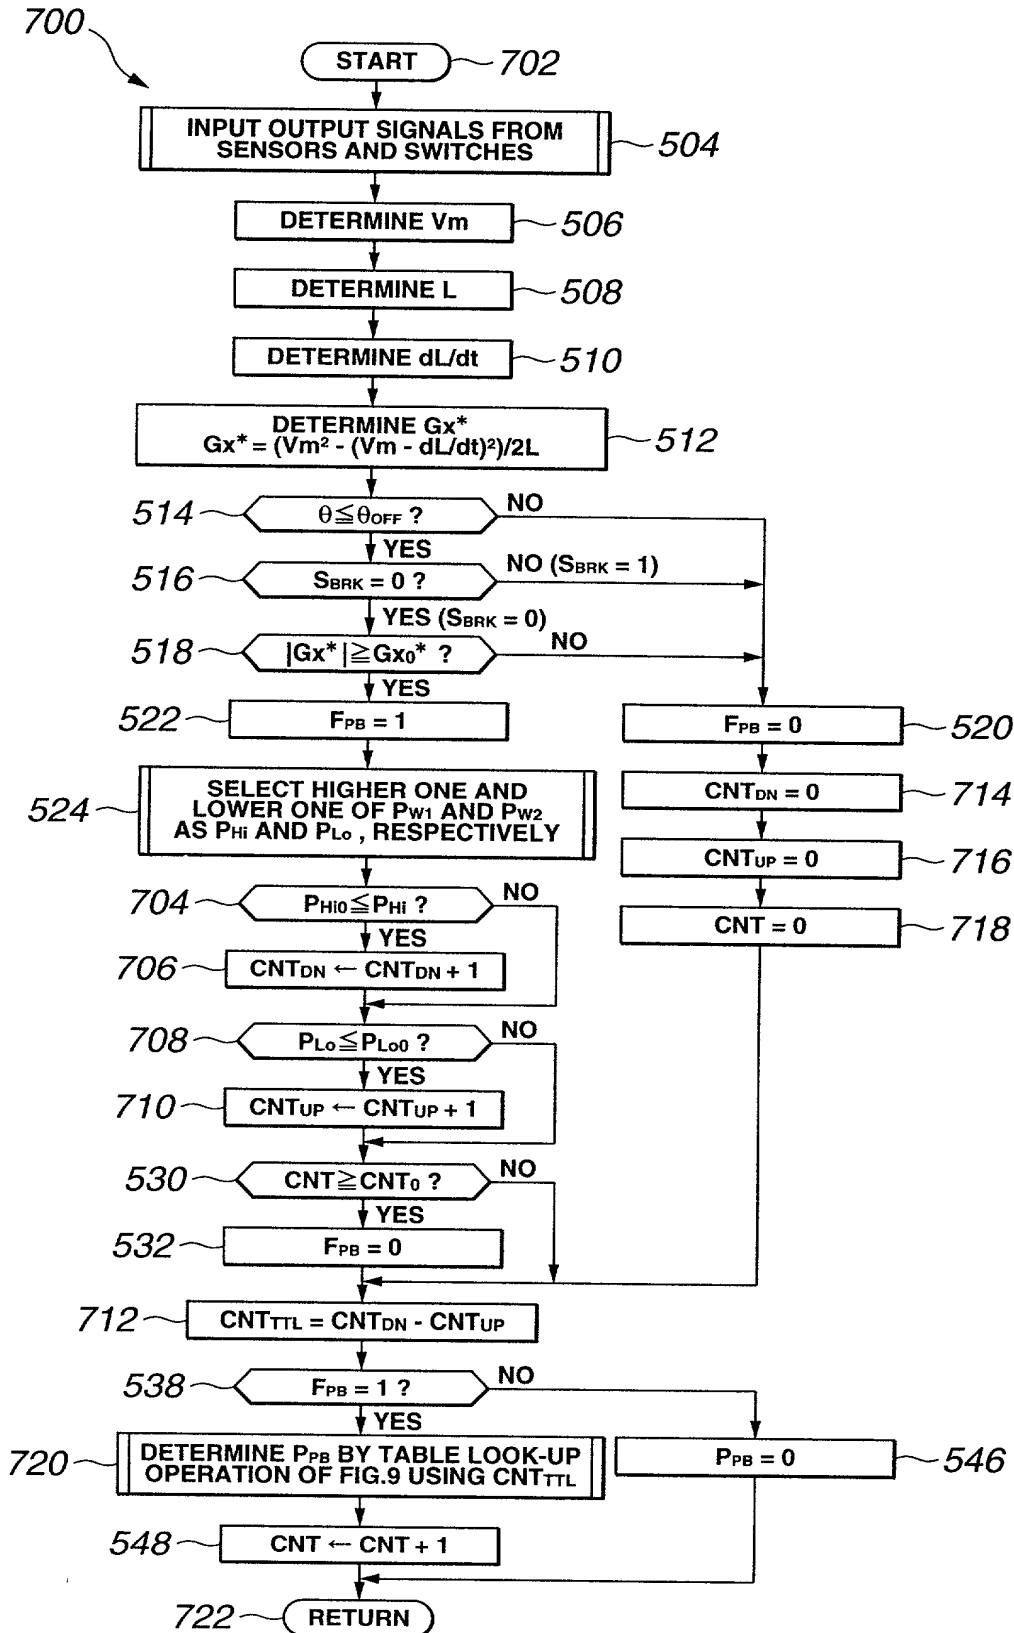 700
START
702
INPUT OUTPUT SIGNALS FROM
SENSORS AND SWITCHES
504
DETERMINE Vm
506
DETERMINE L
508
DETERMINE dL/dt
510
DETERMINE Gx*
Gx* = (Vm² - (Vm - dL/dt)²)/2L
512
514
θ≦θOFF ?
NO
YES
516
SBRK = 0 ?
NO (SBRK = 1)
YES (SBRK = 0)
518
|Gx*|≧Gx0* ?
NO
YES
522
FPB = 1
FPB = 0
520
524
SELECT HIGHER ONE AND
LOWER ONE OF PW1 AND PW2
AS PHi AND PLo , RESPECTIVELY
CNTDN = 0
714
CNTUP = 0
716
704
PHi0≦PHi ?
NO
YES
CNT = 0
718
706
CNTDN ← CNTDN + 1
708
PLo≦PLo0 ?
NO
YES
710
CNTUP ← CNTUP + 1
530
CNT≧CNT0 ?
NO
YES
532
FPB = 0
712
CNTTTL = CNTDN - CNTUP
538
FPB = 1 ?
NO
YES
720
DETERMINE PPB BY TABLE LOOK-UP
OPERATION OF FIG.9 USING CNTTTL
PPB = 0
546
548
CNT ← CNT + 1
722
RETURN